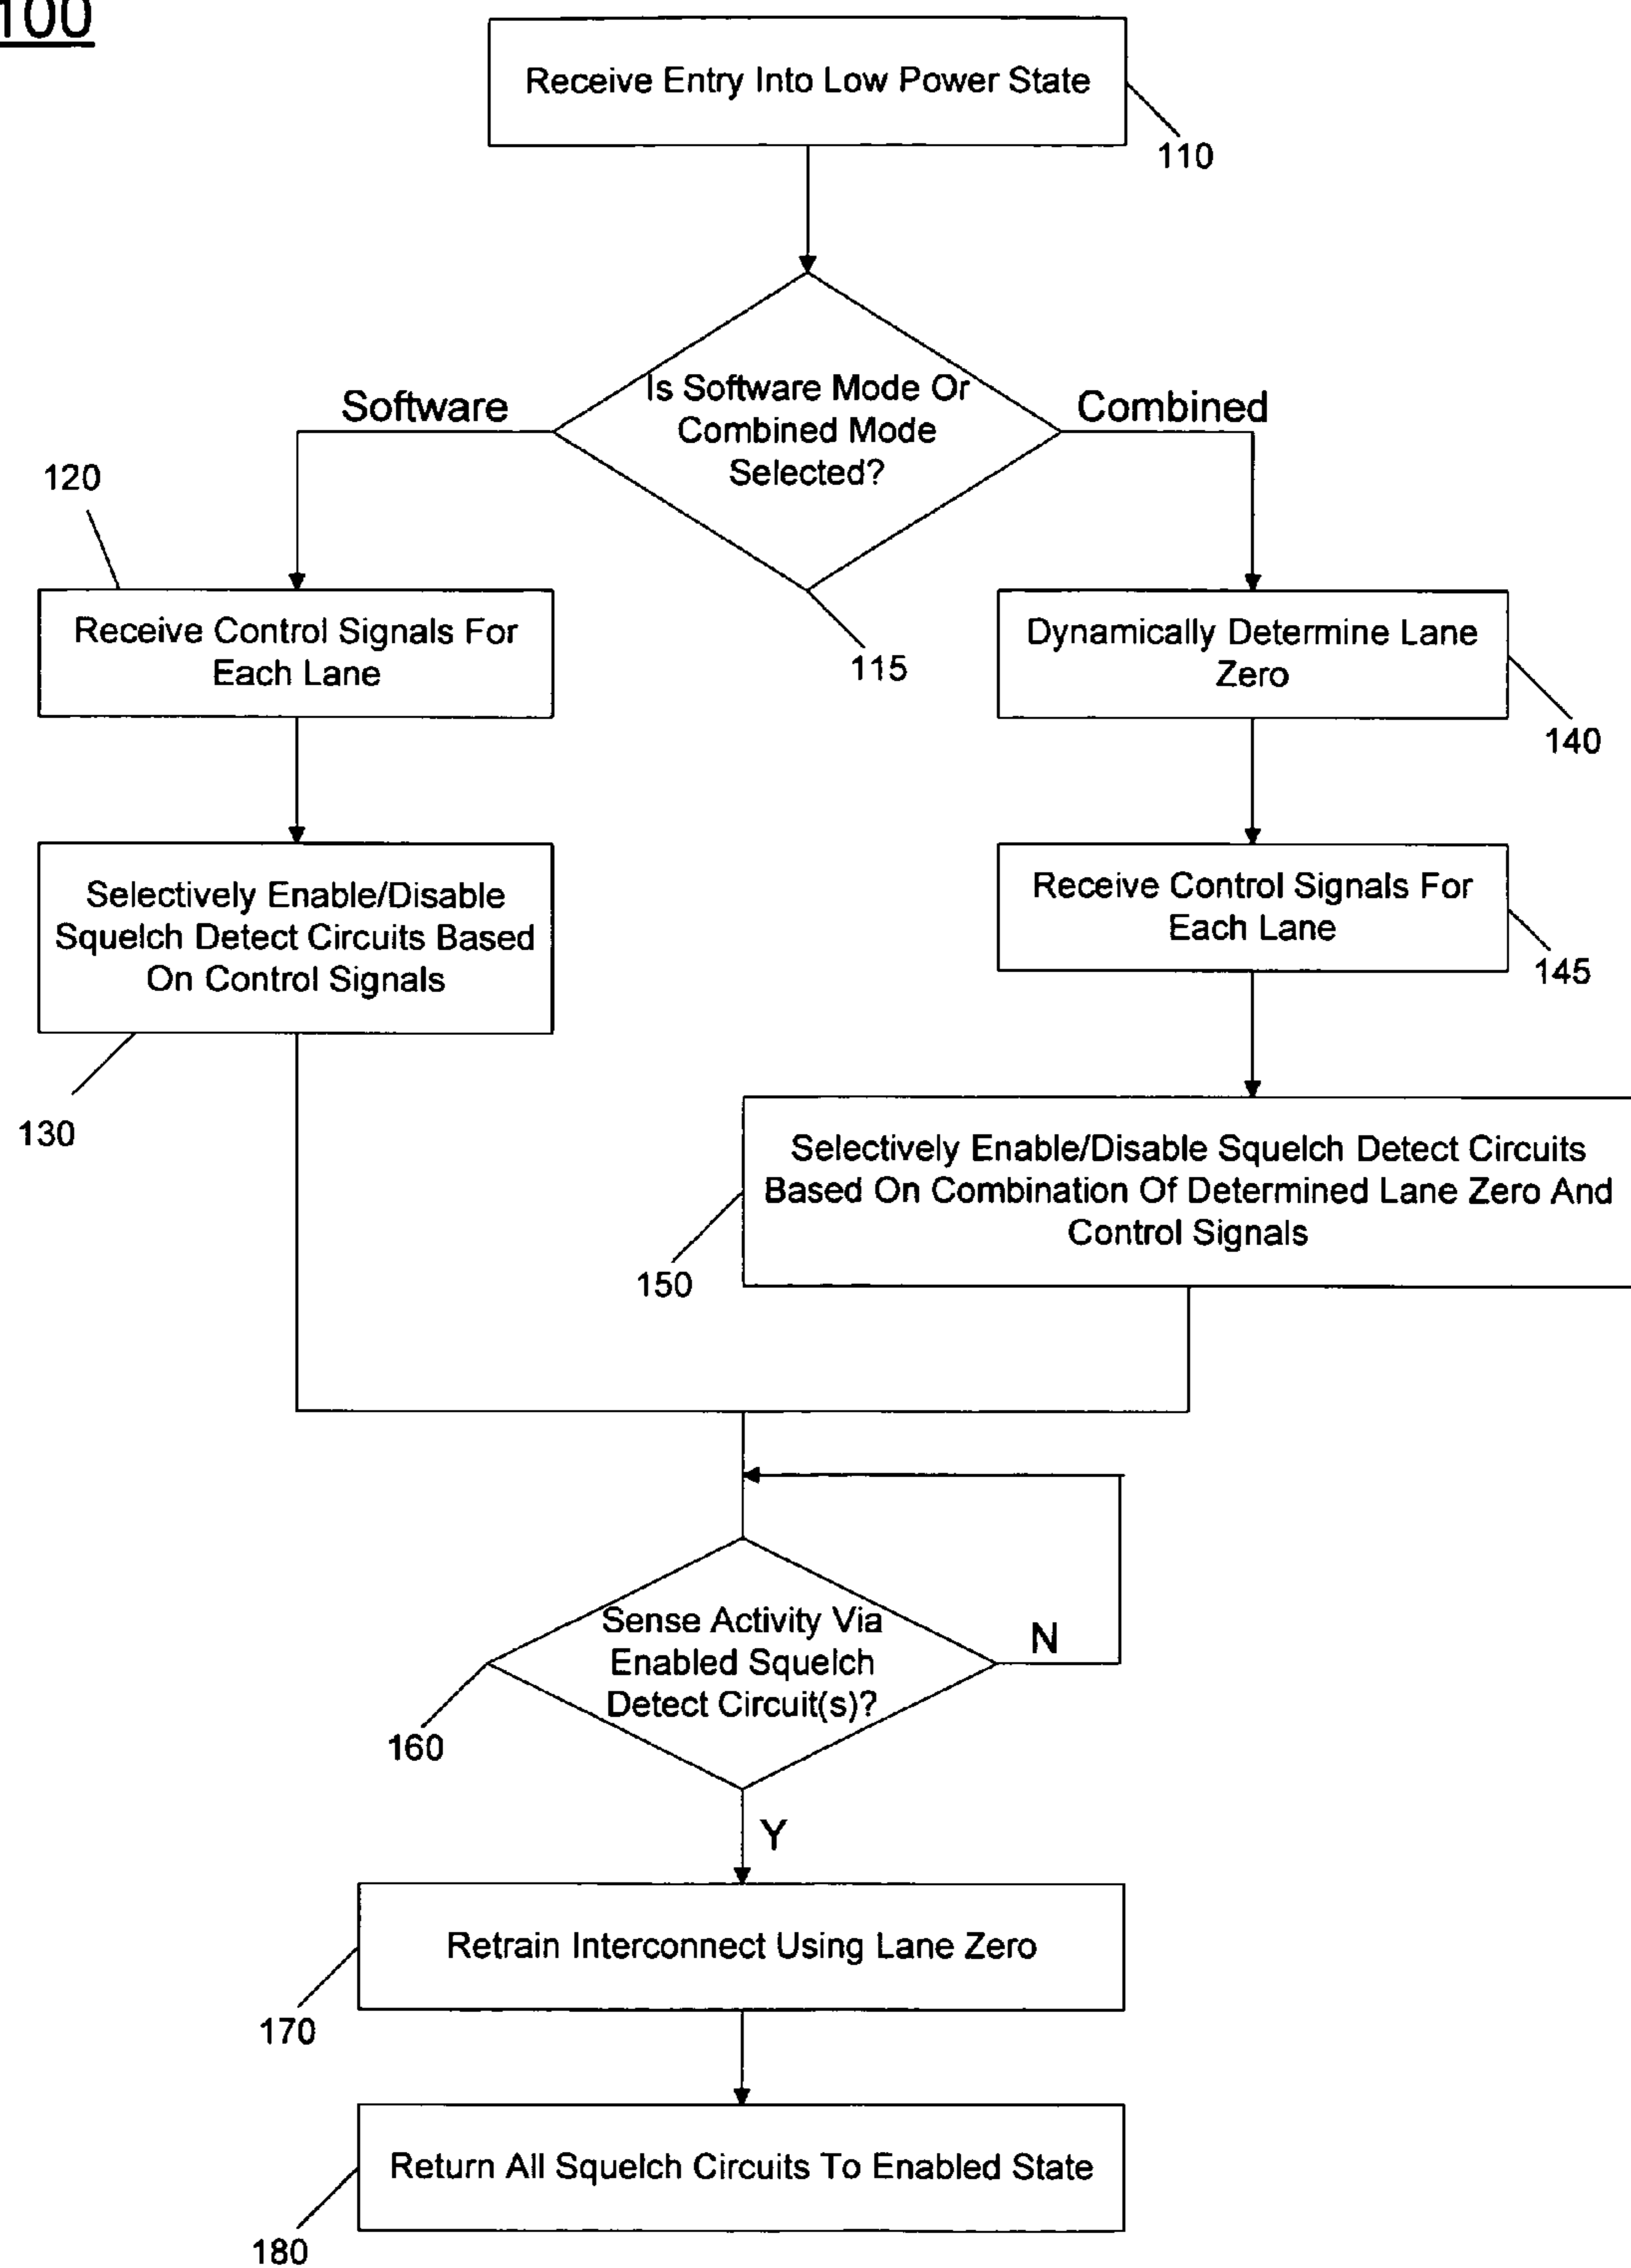 100
Receive Entry Into Low Power State
110
Is Software Mode Or
Combined Mode
Selected?
Software
Combined
115
120
Receive Control Signals For
Each Lane
Dynamically Determine Lane
Zero
140
Selectively Enable/Disable
Squelch Detect Circuits Based
On Control Signals
130
Receive Control Signals For
Each Lane
145
Selectively Enable/Disable Squelch Detect Circuits
Based On Combination Of Determined Lane Zero And
Control Signals
150
Sense Activity Via
Enabled Squelch
Detect Circuit(s)?
N
160
Y
Retrain Interconnect Using Lane Zero
170
Return All Squelch Circuits To Enabled State
180